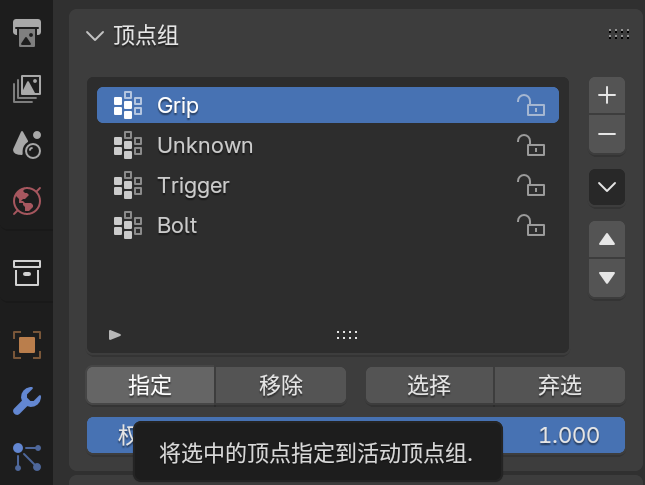 顶点组
Grip
Unknown
Trigger
Bolt
指定 移除 选择 弃选
权 1.000
将选中的顶点指定到活动顶点组.